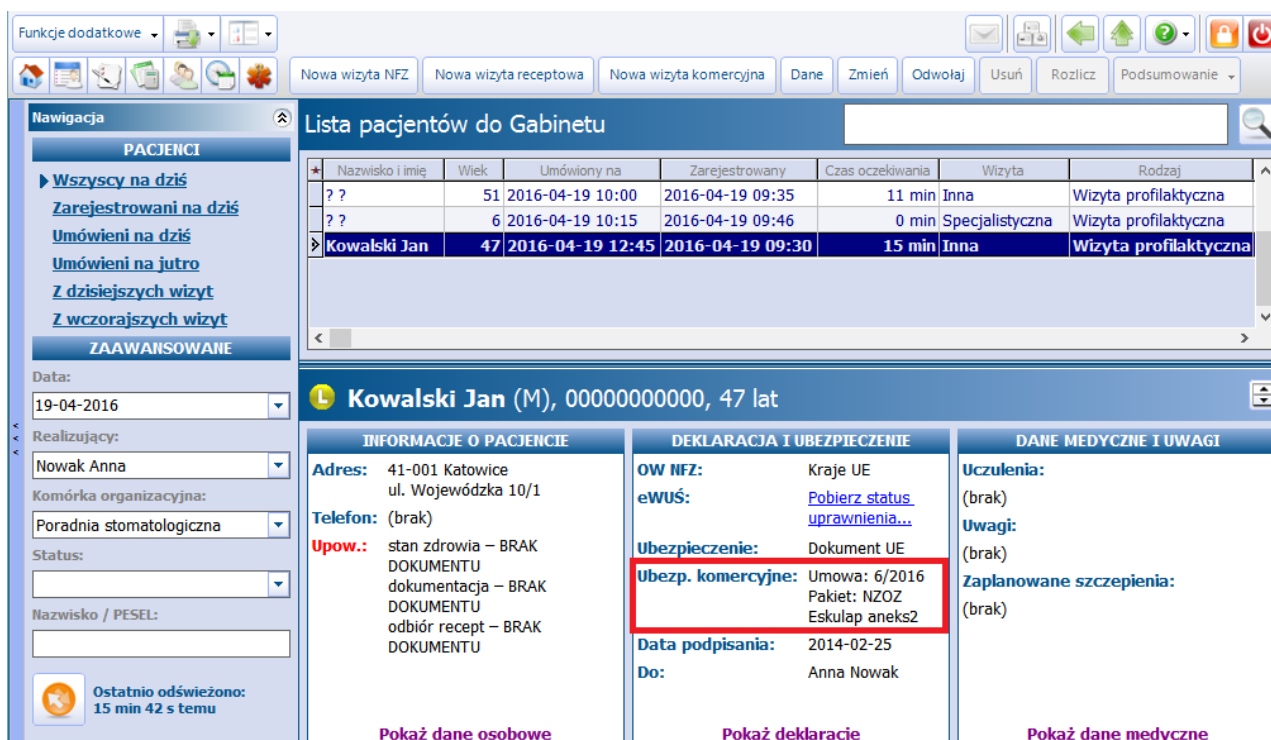 Funkcje dodatkowe
Nowa wizyta NFZ Nowa wizyta receptowa Nowa wizyta komercyjna Dane Zmień Odwołaj Usuń Rozlicz Podsumowanie
Nawigacja
PACJENCI
Wszyscy na dziś
Zarejestrowani na dziś
Umówieni na dziś
Umówieni na jutro
Z dzisiejszych wizyt
Z wczorajszych wizyt
ZAAWANSOWANE
Data:
19-04-2016
Realizujący:
Nowak Anna
Komórka organizacyjna:
Poradnia stomatologiczna
Status:
Nazwisko / PESEL:
Ostatnio odświeżono:
15 min 42 s temu
Lista pacjentów do Gabinetu
Nazwisko i imię Wiek Umówiony na Zarejestrowany Czas oczekiwania Wizyta Rodzaj
? ? 51 2016-04-19 10:00 2016-04-19 09:35 11 min Inna Wizyta profilaktyczna
? ? 6 2016-04-19 10:15 2016-04-19 09:46 0 min Specjalistyczna Wizyta profilaktyczna
Kowalski Jan 47 2016-04-19 12:45 2016-04-19 09:30 15 min Inna Wizyta profilaktyczna
L Kowalski Jan (M), 00000000000, 47 lat
INFORMACJE O PACJENCIE
Adres: 41-001 Katowice
ul. Wojewódzka 10/1
Telefon: (brak)
Upow.: stan zdrowia – BRAK
DOKUMENTU
dokumentacja – BRAK
DOKUMENTU
odbiór recept – BRAK
DOKUMENTU
Pokaż dane osobowe
DEKLARACJA I UBEZPIECZENIE
OW NFZ: Kraje UE
eWUŚ: Pobierz status
uprawnienia...
Ubezpieczenie: Dokument UE
Ubezp. komercyjne: Umowa: 6/2016
Pakiet: NZOZ
Eskulap aneks2
Data podpisania: 2014-02-25
Do: Anna Nowak
Pokaż deklaracje
DANE MEDYCZNE I UWAGI
Uczulenia:
(brak)
Uwagi:
(brak)
Zaplanowane szczepienia:
(brak)
Pokaż dane medyczne